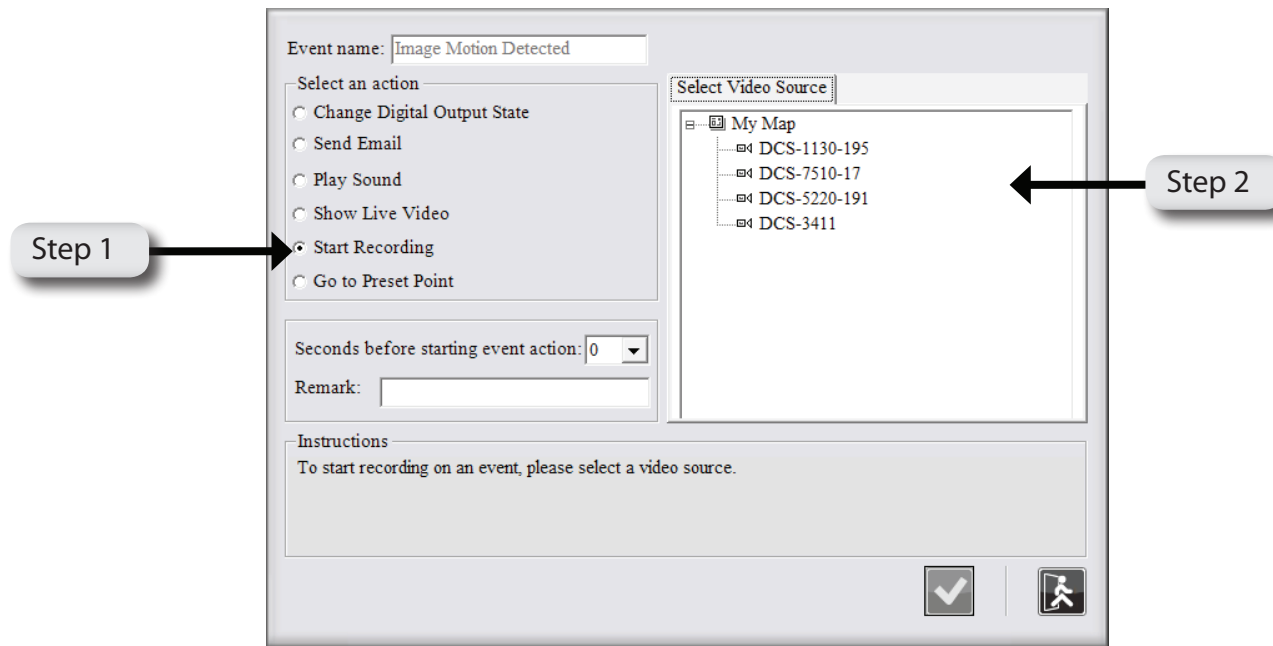 Event name: Image Motion Detected
Select an action
Change Digital Output State
Send Email
Play Sound
Show Live Video
Start Recording
Go to Preset Point
Seconds before starting event action: 0
Remark:
Select Video Source
My Map
DCS-1130-195
DCS-7510-17
DCS-5220-191
DCS-3411
Instructions
To start recording on an event, please select a video source.
Step 1
Step 2